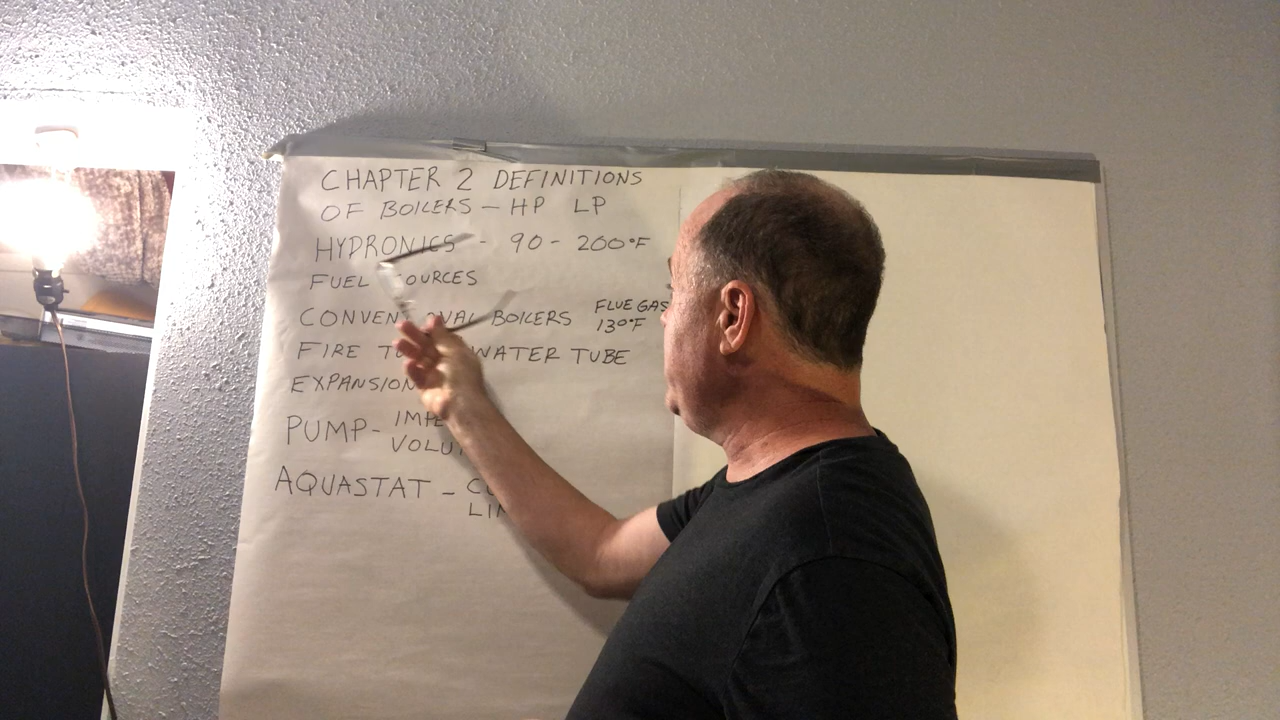 CHAPTER 2 DEFINITIONS
OF BOILERS - HP LP
HYDRONICS - 90 - 200°F
FUEL
BOILERS FLUE GAS
130°F
FIRE WATER TUBE
EXPANSION
PUMP-
AQUASTAT -